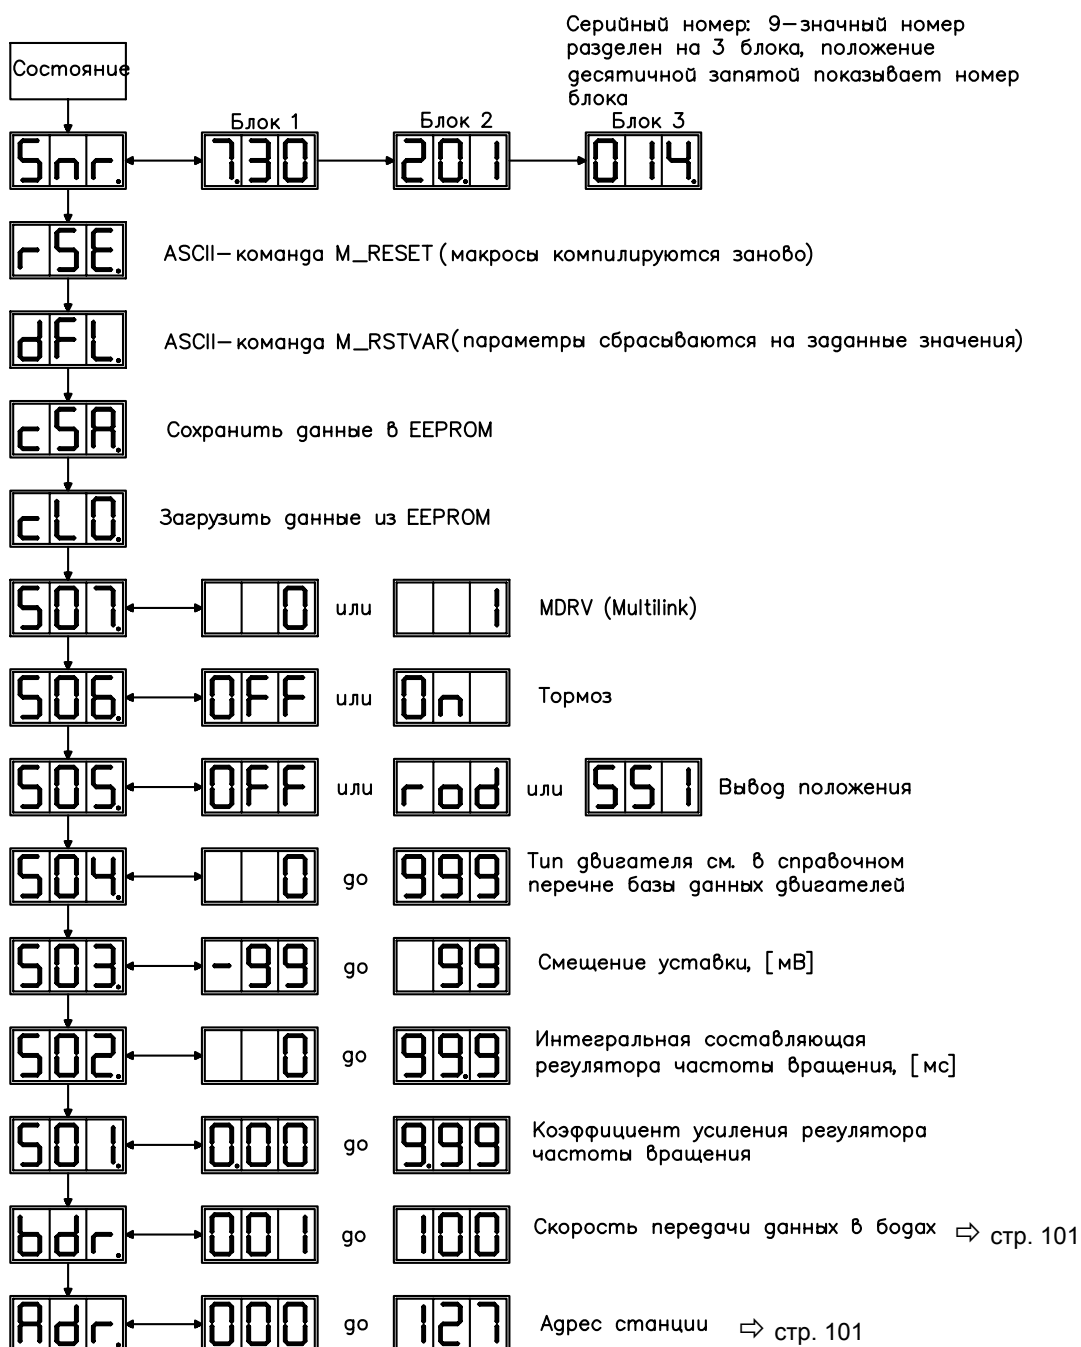 Серийный номер: 9-значный номер
разделен на 3 блока, положение
десятичной запятой показывает номер
блока
Состояние
Блок 1
Блок 2
Блок 3
Snr.
7.30
20.1
014.
rSE.
ASCII-команда M_RESET (макросы компилируются заново)
dFL.
ASCII-команда M_RSTVAR (параметры сбрасываются на заданные значения)
cSA.
Сохранить данные в EEPROM
cLO.
Загрузить данные из EEPROM
S07.
0
или
1
MDRV (Multilink)
S06.
OFF
или
On
Тормоз
S05.
OFF
или
rod
или
SSI
Вывод положения
S04.
0
до
999
Тип двигателя см. в справочном
перечне базы данных двигателей
S03.
-99
до
99
Смещение уставки, [мВ]
S02.
0
до
99.9
Интегральная составляющая
регулятора частоты вращения, [мс]
S01.
0.00
до
9.99
Коэффициент усиления регулятора
частоты вращения
bdr.
001
до
100
Скорость передачи данных в бодах ⇨ стр. 101
Adr.
000
до
127
Адрес станции ⇨ стр. 101